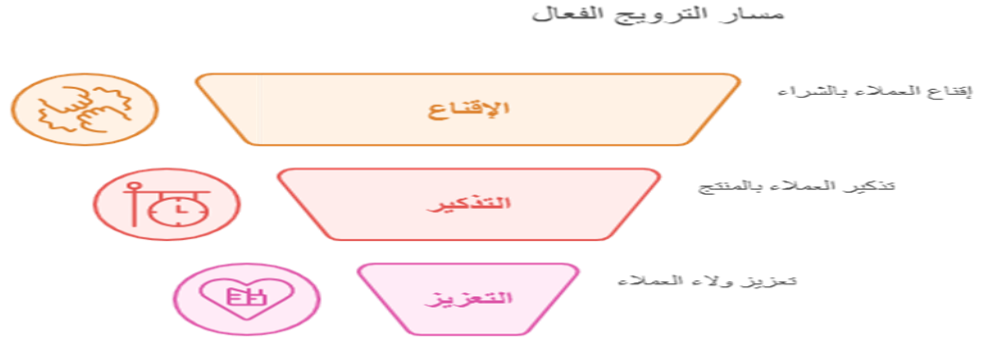 مسار الترويج الفعال
إقناع العملاء بالشراء
الإقناع
تذكير العملاء بالمنتج
التذكير
تعزيز ولاء العملاء
التعزيز